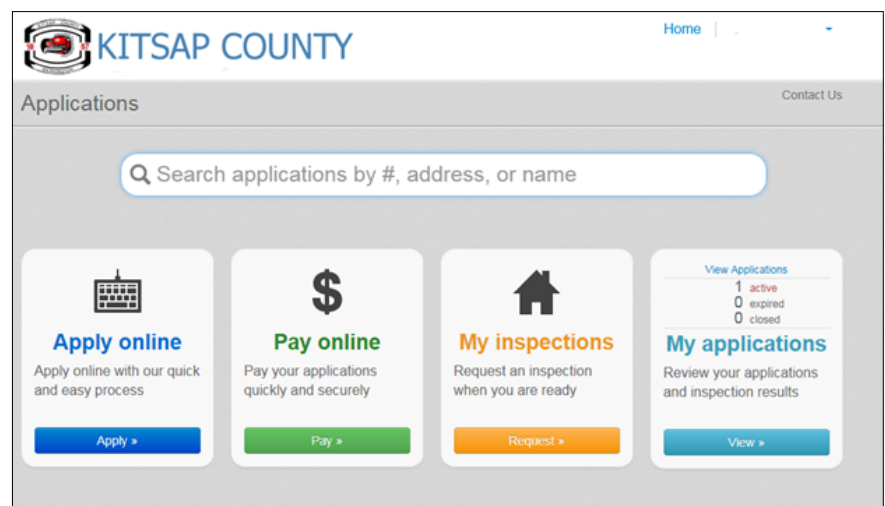 KITSAP COUNTY
Home
Applications
Contact Us
Search applications by #, address, or name
Apply online
Apply online with our quick
and easy process
Apply »
$
Pay online
Pay your applications
quickly and securely
Pay »
My inspections
Request an inspection
when you are ready
Request »
View Applications
1 active
0 expired
0 closed
My applications
Review your applications
and inspection results
View »